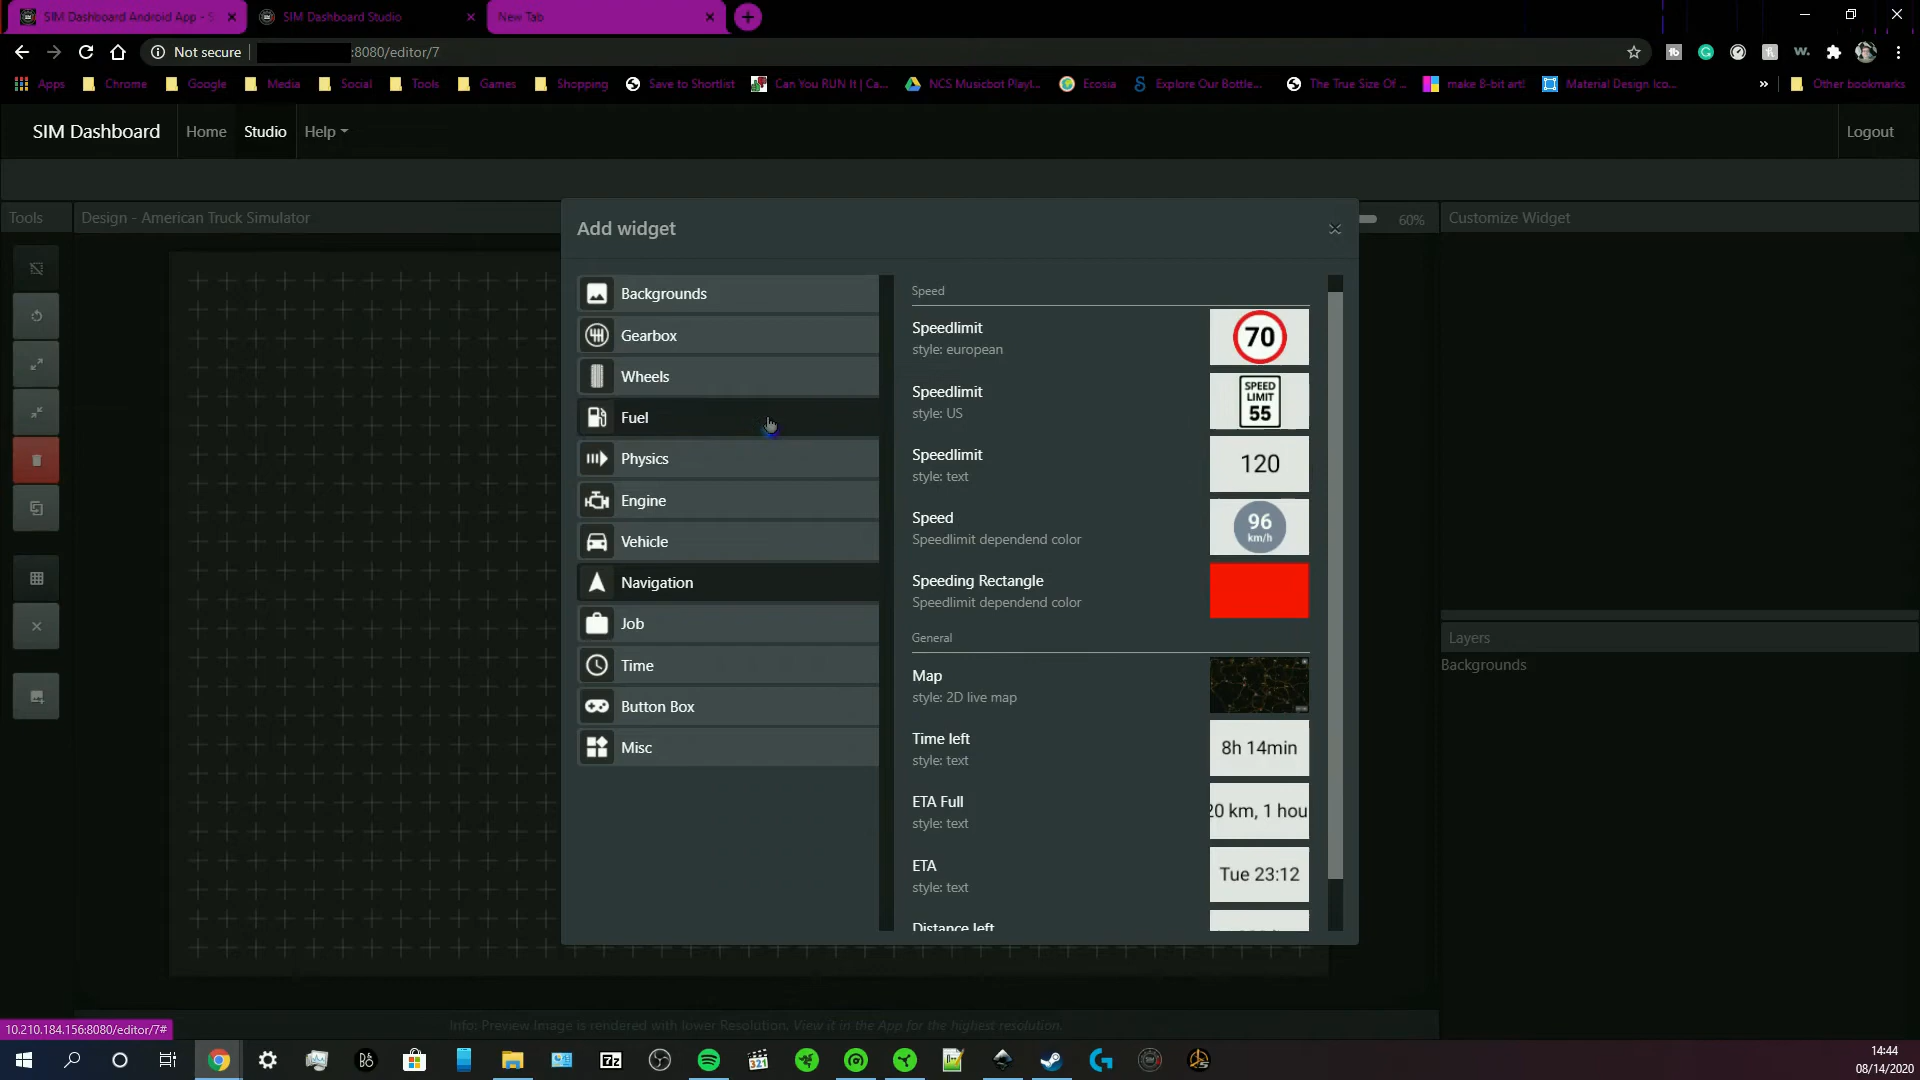 SIM Dashboard Android App - S
SIM Dashboard Studio
New Tab
Not secure
:8080/editor/7
Apps
Chrome
Google
Media
Social
Tools
Games
Shopping
Save to Shortlist
Can You RUN It | Ca...
NCS Musicbot Playl...
Ecosia
Explore Our Bottle...
The True Size Of ...
make 8-bit art!
Material Design Ico...
»
Other bookmarks
SIM Dashboard
Home
Studio
Help
Logout
Tools
Design - American Truck Simulator
60%
Customize Widget
Add widget
Backgrounds
Gearbox
Wheels
Fuel
Physics
Engine
Vehicle
Navigation
Job
Time
Button Box
Misc
Speed
Speedlimit
style: european
70
Speedlimit
style: US
SPEED
LIMIT
55
Speedlimit
style: text
120
Speed
Speedlimit dependend color
96
km/h
Speeding Rectangle
Speedlimit dependend color
General
Map
style: 2D live map
Time left
style: text
8h 14min
ETA Full
style: text
20 km, 1 hou
ETA
style: text
Tue 23:12
Distance left
Layers
Backgrounds
10.210.184.156:8080/editor/7#
Info: Preview Image is rendered with lower Resolution, View it in the App for the highest resolution.
7z
321
14:44
08/14/2020